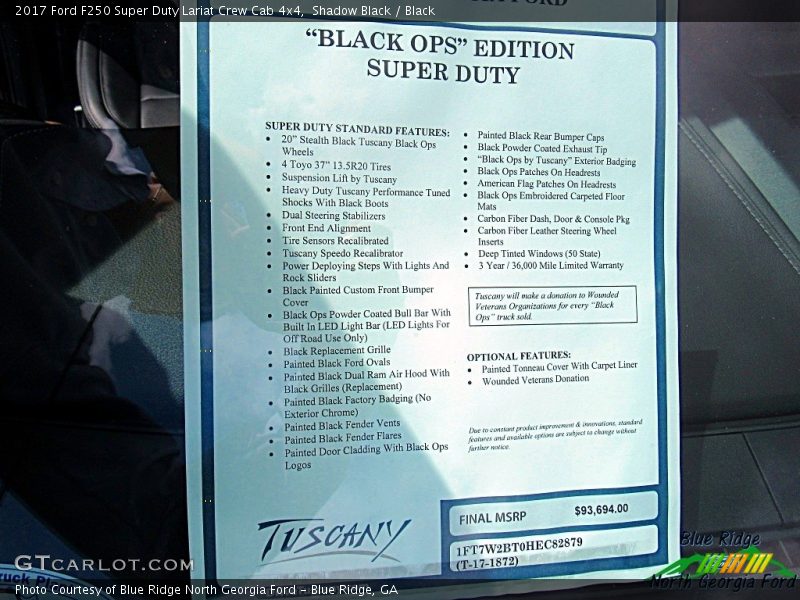 2017 Ford F250 Super Duty Lariat Crew Cab 4x4, Shadow Black / Black
FORD
“BLACK OPS” EDITION
SUPER DUTY
SUPER DUTY STANDARD FEATURES:
• 20” Stealth Black Tuscany Black Ops
Wheels
• 4 Toyo 37” 13.5R20 Tires
• Suspension Lift by Tuscany
• Heavy Duty Tuscany Performance Tuned
Shocks With Black Boots
• Dual Steering Stabilizers
• Front End Alignment
• Tire Sensors Recalibrated
• Tuscany Speedo Recalibrator
• Power Deploying Steps With Lights And
Rock Sliders
• Black Painted Custom Front Bumper
Cover
• Black Ops Powder Coated Bull Bar With
Built In LED Light Bar (LED Lights For
Off Road Use Only)
• Black Replacement Grille
• Painted Black Ford Ovals
• Painted Black Dual Ram Air Hood With
Black Grilles (Replacement)
• Painted Black Factory Badging (No
Exterior Chrome)
• Painted Black Fender Vents
• Painted Black Fender Flares
• Painted Door Cladding With Black Ops
Logos
• Painted Black Rear Bumper Caps
• Black Powder Coated Exhaust Tip
• “Black Ops by Tuscany” Exterior Badging
• Black Ops Patches On Headrests
• American Flag Patches On Headrests
• Black Ops Embroidered Carpeted Floor
Mats
• Carbon Fiber Dash, Door & Console Pkg
• Carbon Fiber Leather Steering Wheel
Inserts
• Deep Tinted Windows (50 State)
• 3 Year / 36,000 Mile Limited Warranty
Tuscany will make a donation to Wounded
Veterans Organizations for every “Black
Ops” truck sold.
OPTIONAL FEATURES:
• Painted Tonneau Cover With Carpet Liner
• Wounded Veterans Donation
Due to constant product improvement & innovations, standard
features and available options are subject to change without
further notice.
TUSCANY
FINAL MSRP $93,694.00
1FT7W2BT0HEC82879
(T-17-1872)
GTCARLOT.COM
Blue Ridge
North Georgia Ford
Photo Courtesy of Blue Ridge North Georgia Ford - Blue Ridge, GA